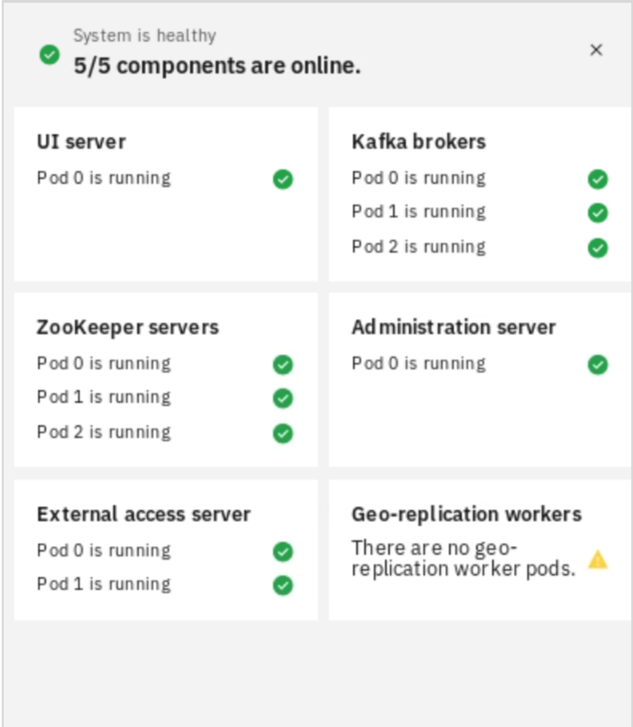 System is healthy
5/5 components are online.
UI server
Pod 0 is running
Kafka brokers
Pod 0 is running
Pod 1 is running
Pod 2 is running
ZooKeeper servers
Pod 0 is running
Pod 1 is running
Pod 2 is running
Administration server
Pod 0 is running
External access server
Pod 0 is running
Pod 1 is running
Geo-replication workers
There are no geo-
replication worker pods.